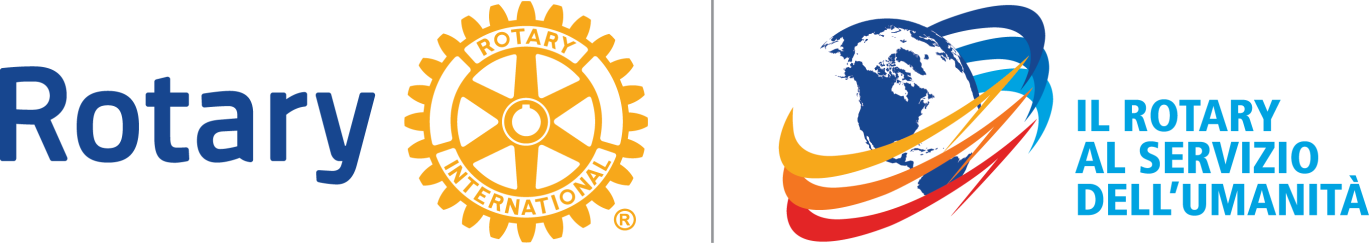 Rotary
ROTARY
INTERNATIONAL
®
IL ROTARY
AL SERVIZIO
DELL'UMANITÀ